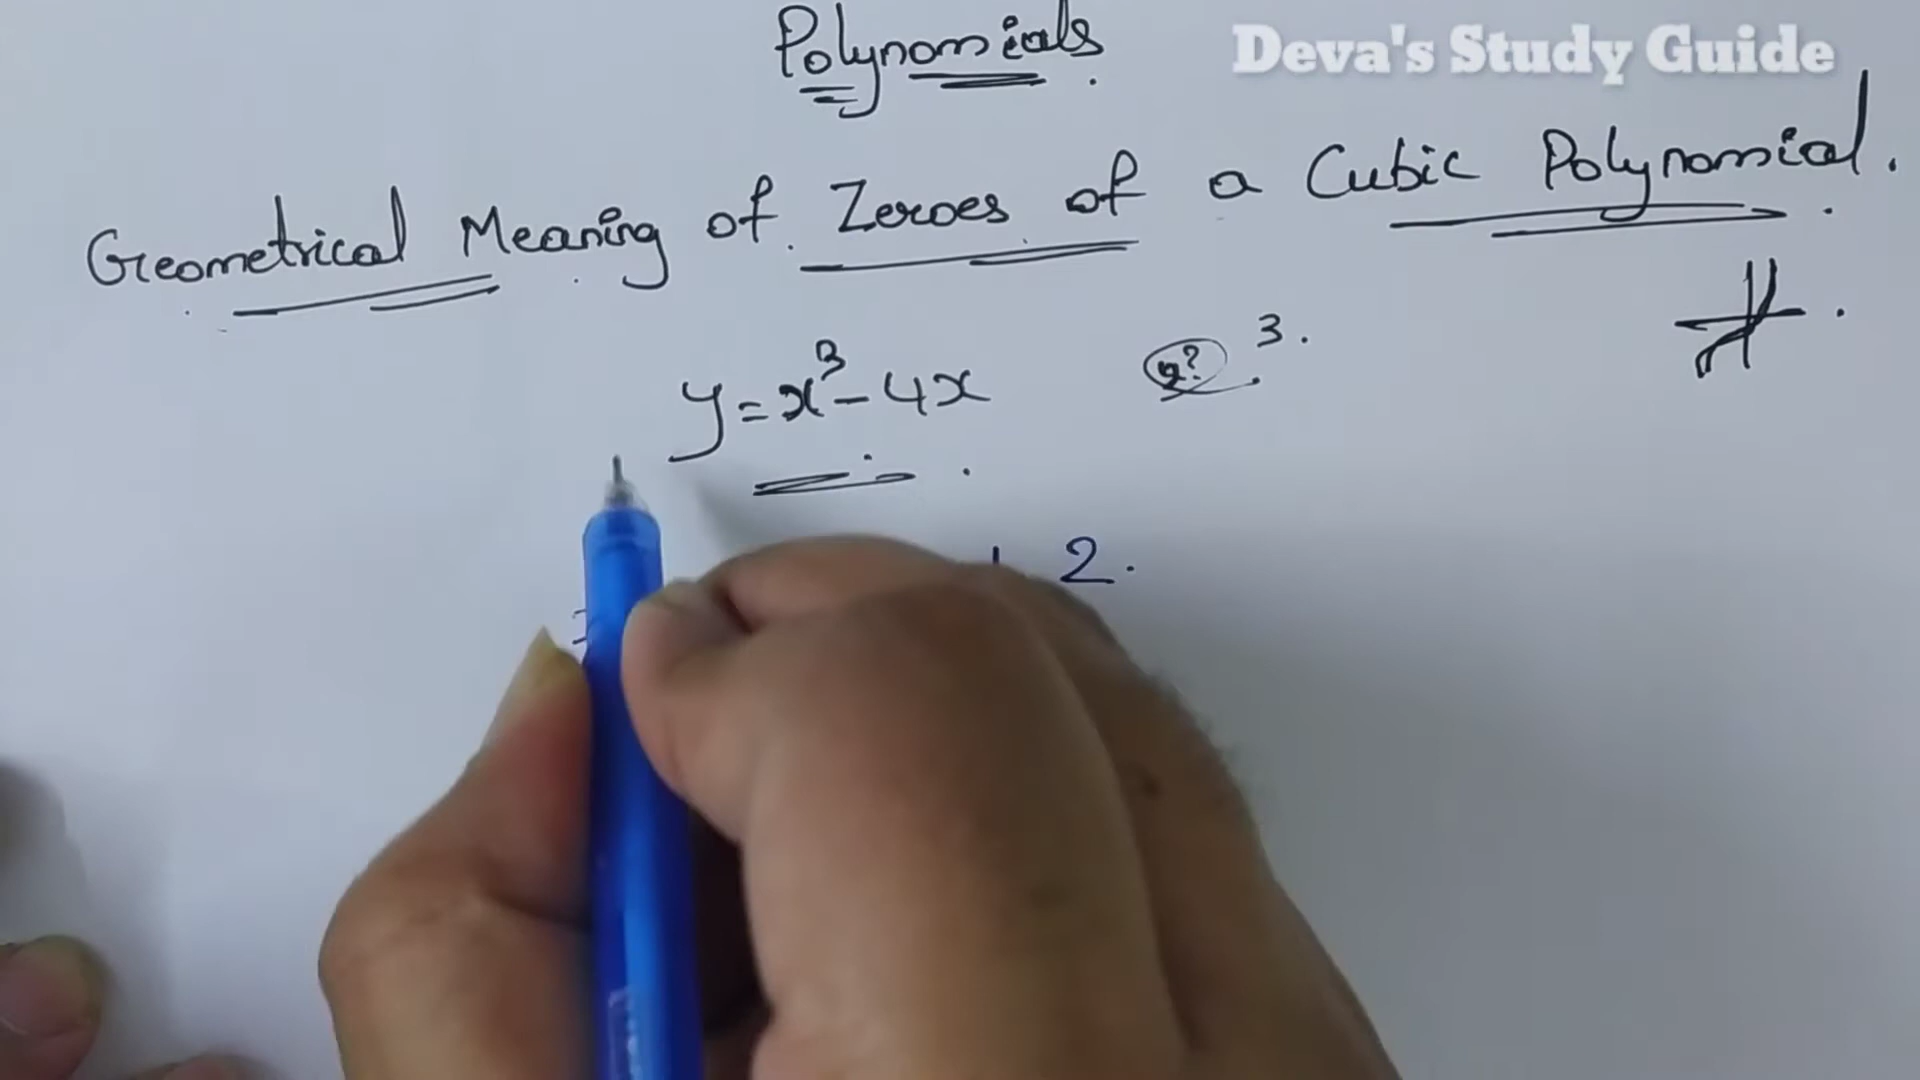 Polynomials
Deva's Study Guide
Geometrical Meaning of Zeroes of a Cubic Polynomial.
3.
y=x³-4x
2.